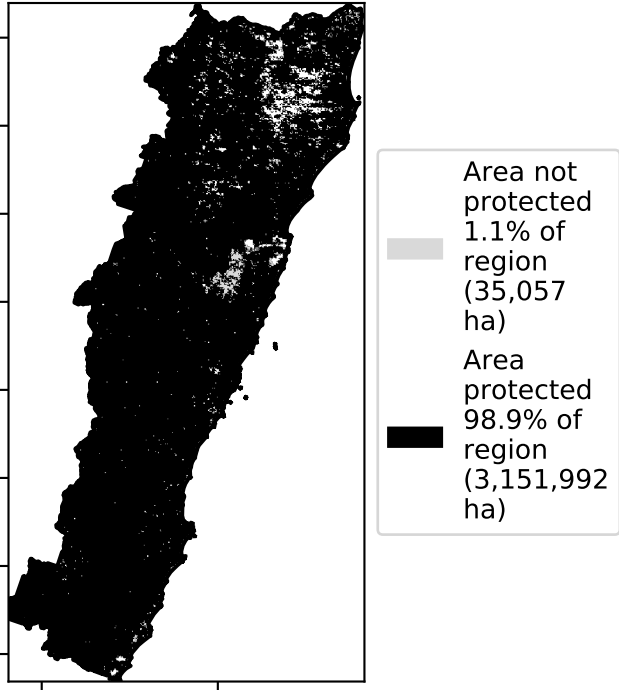 Area not
protected
1.1% of
region
(35,057
ha)
Area
protected
98.9% of
region
(3,151,992
ha)